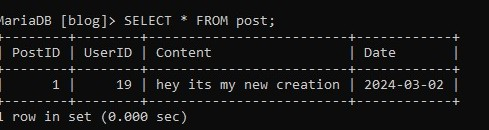 MariaDB [blog]> SELECT * FROM post;
+--------+--------+------------------------+------------+
| PostID | UserID | Content                | Date       |
+--------+--------+------------------------+------------+
|      1 |     19 | hey its my new creation | 2024-03-02 |
+--------+--------+------------------------+------------+
1 row in set (0.000 sec)